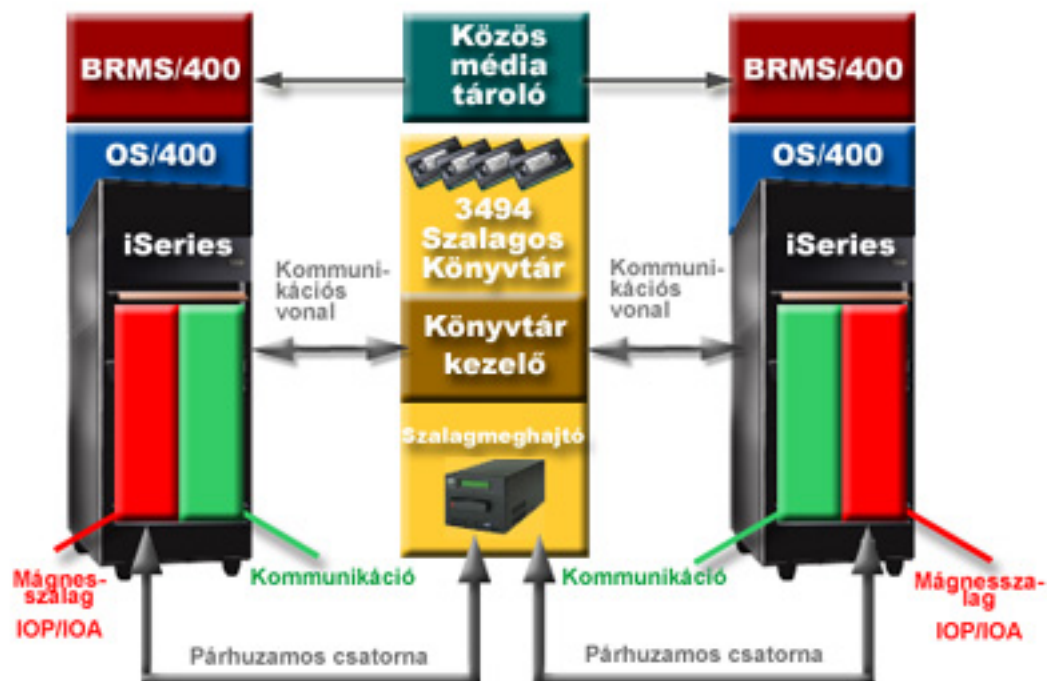 BRMS/400
Közös
média
tároló
BRMS/400
OS/400
OS/400
iSeries
3494
Szalagos
Könyvtár
iSeries
Kommuni-
kációs
vonal
Kommuni-
kációs
vonal
Könyvtár
kezelő
Szalagmeghajtó
Mágnes-
szalag
IOP/IOA
Kommunikáció
Kommunikáció
Mágnessza-
lag
IOP/IOA
Párhuzamos csatorna
Párhuzamos csatorna